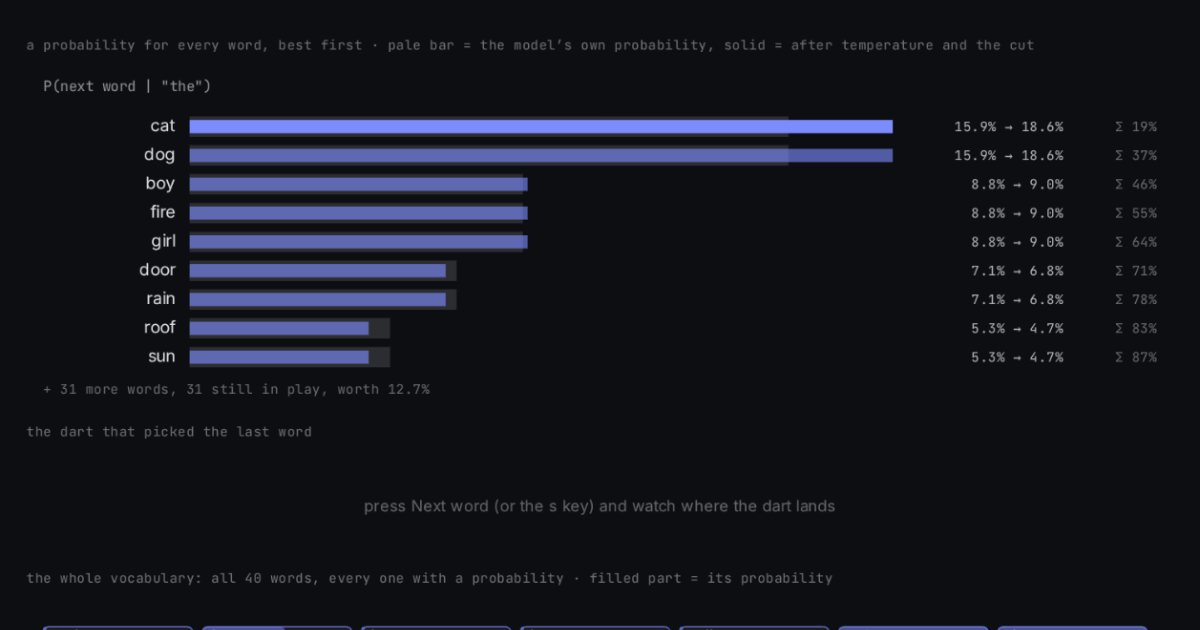 a probability for every word, best first · pale bar = the model's own probability, solid = after temperature and the cut
P(next word | "the")
cat 15.9% → 18.6% Σ 19%
dog 15.9% → 18.6% Σ 37%
boy 8.8% → 9.0% Σ 46%
fire 8.8% → 9.0% Σ 55%
girl 8.8% → 9.0% Σ 64%
door 7.1% → 6.8% Σ 71%
rain 7.1% → 6.8% Σ 78%
roof 5.3% → 4.7% Σ 83%
sun 5.3% → 4.7% Σ 87%
+ 31 more words, 31 still in play, worth 12.7%
the dart that picked the last word
press Next word (or the s key) and watch where the dart lands
the whole vocabulary: all 40 words, every one with a probability · filled part = its probability